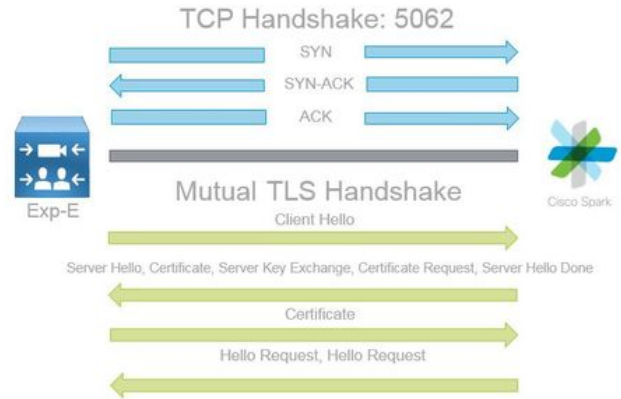 TCP Handshake: 5062
SYN
SYN-ACK
ACK
Exp-E
Cisco Spark
Mutual TLS Handshake
Client Hello
Server Hello, Certificate, Server Key Exchange, Certificate Request, Server Hello Done
Certificate
Hello Request, Hello Request